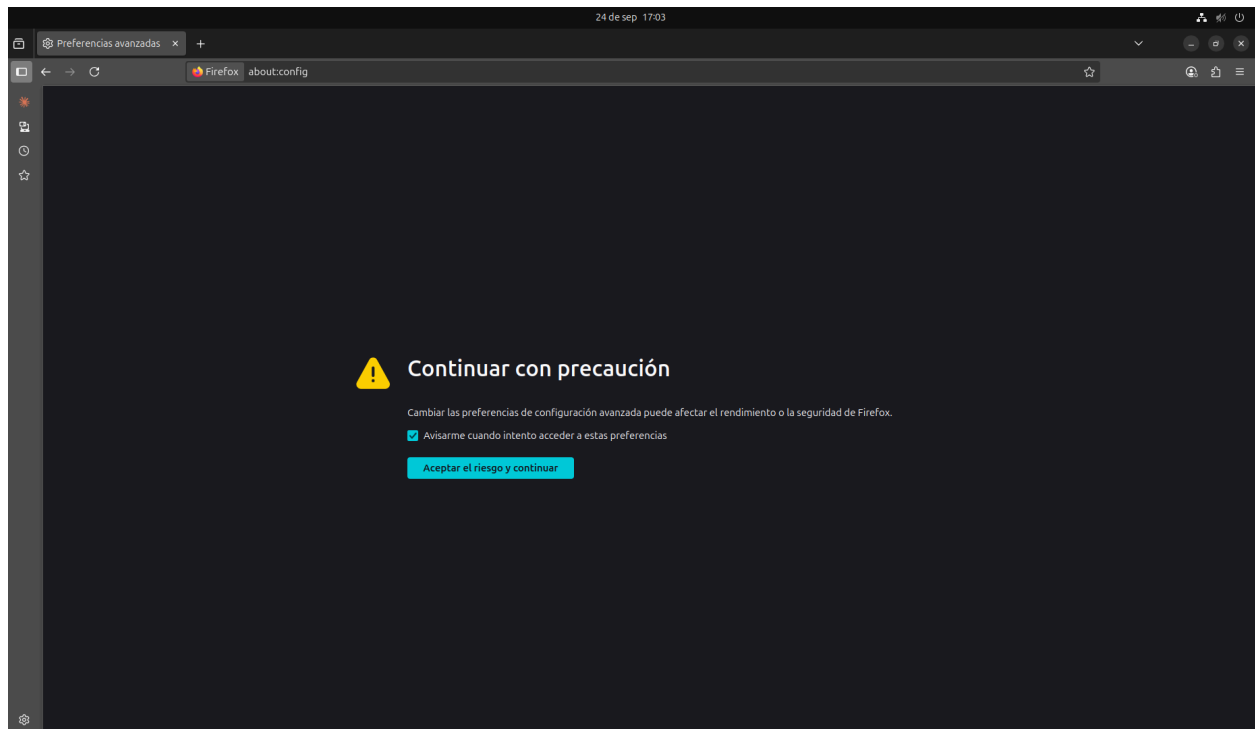 24 de sep 17:03
Preferencias avanzadas
Firefox about:config
Continuar con precaución
Cambiar las preferencias de configuración avanzada puede afectar el rendimiento o la seguridad de Firefox.
Avisarme cuando intento acceder a estas preferencias
Aceptar el riesgo y continuar